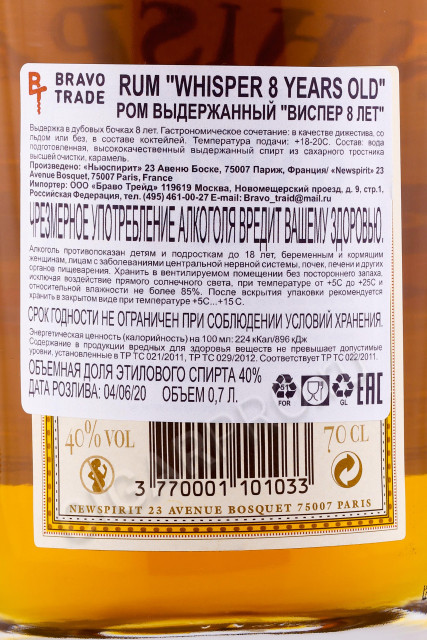 BRAVO TRADE
RUM "WHISPER 8 YEARS OLD"
РОМ ВЫДЕРЖАННЫЙ "ВИСПЕР 8 ЛЕТ"
Выдержка в дубовых бочках 8 лет. Гастрономическое сочетание: в качестве дижестива, со
льдом или без, в составе коктейлей. Температура подачи: +18-20С. Состав: вода
подготовленная, высококачественный выдержанный спирт из сахарного тростника
высшей очистки, карамель.
Произведено: «Ньюспирит» 23 Авеню Боске, 75007 Париж, Франция/ «Newspirit» 23
Avenue Bosquet, 75007 Paris, France
Импортер: ООО «Браво Трейд» 119619 Москва, Новомещерский проезд, д. 9, стр.1,
Российская Федерация, тел. (495) 461-00-27 E-mail: Bravo_trad@mail.ru
ЧРЕЗМЕРНОЕ УПОТРЕБЛЕНИЕ АЛКОГОЛЯ ВРЕДИТ ВАШЕМУ ЗДОРОВЬЮ.
Алкоголь противопоказан детям и подросткам до 18 лет, беременным и кормящим
женщинам, лицам с заболеваниями центральной нервной системы, почек, печени и других
органов пищеварения. Хранить в вентилируемом помещении без постороннего запаха,
исключая воздействие прямого солнечного света, при температуре от +5С до +25С и
относительной влажности не более 85%. После вскрытия упаковки рекомендуется
хранить в закрытом виде при температуре +5С...+15 С.
СРОК ГОДНОСТИ НЕ ОГРАНИЧЕН ПРИ СОБЛЮДЕНИИ УСЛОВИЙ ХРАНЕНИЯ.
Энергетическая ценность (калорийность) на 100 мл: 224 кКал/896 кДж
Содержание в продукции вредных для здоровья веществ не превышает допустимые
уровни, установленные в ТР ТС 021/2011, ТР ТС 029/2012. Соответствует ТР ТС 022/2011.
ОБЪЕМНАЯ ДОЛЯ ЭТИЛОВОГО СПИРТА 40%
ДАТА РОЗЛИВА: 04/06/20 ОБЪЕМ 0,7 Л.
FOR
GL
EAC
40% VOL
70 CL
3 770001 101033
NEWSPIRIT 23 AVENUE BOSQUET 75007 PARIS